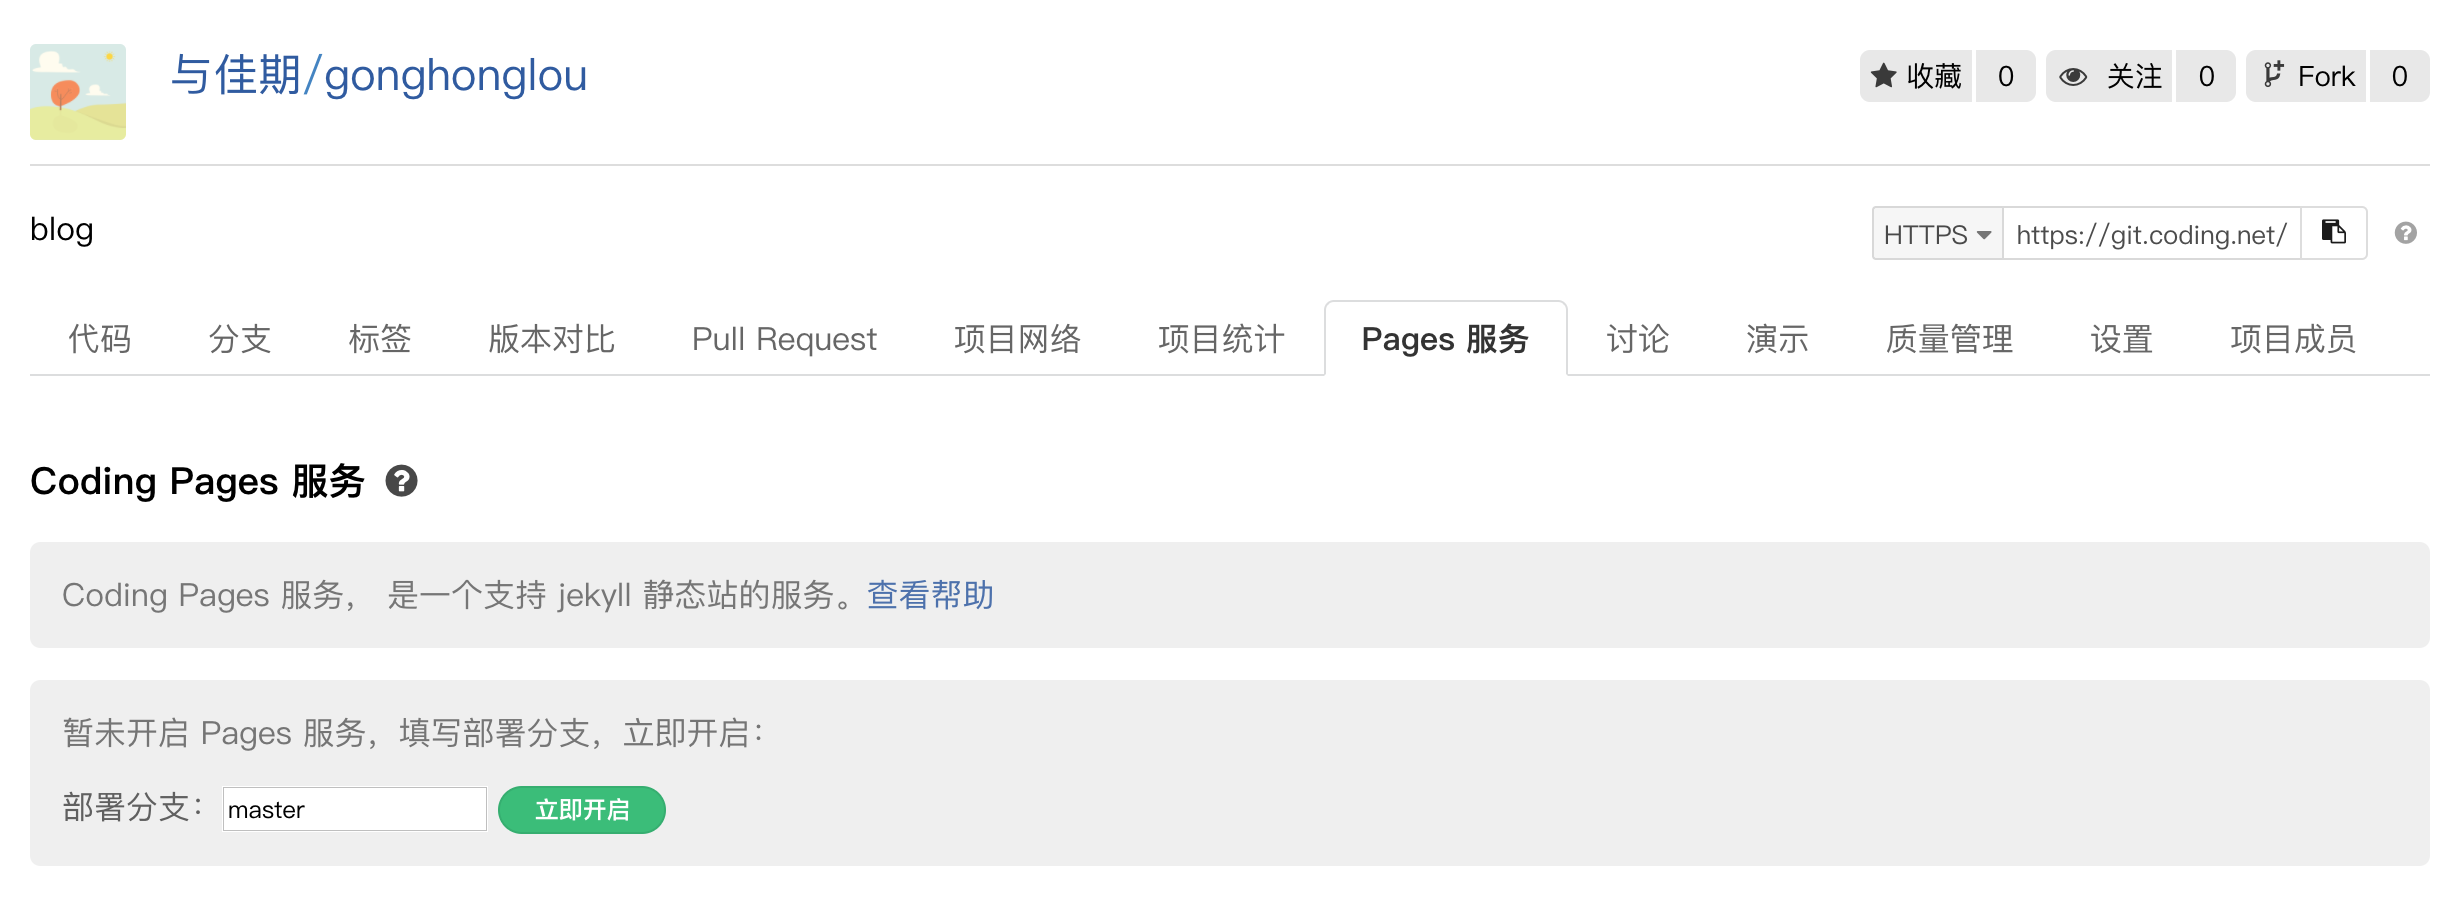 与佳期/gonghonglou
收藏 0 关注 0 Fork 0
blog
HTTPS https://git.coding.net/
代码 分支 标签 版本对比 Pull Request 项目网络 项目统计 Pages 服务 讨论 演示 质量管理 设置 项目成员
Coding Pages 服务
Coding Pages 服务， 是一个支持 jekyll 静态站的服务。查看帮助
暂未开启 Pages 服务，填写部署分支，立即开启：
部署分支： master 立即开启